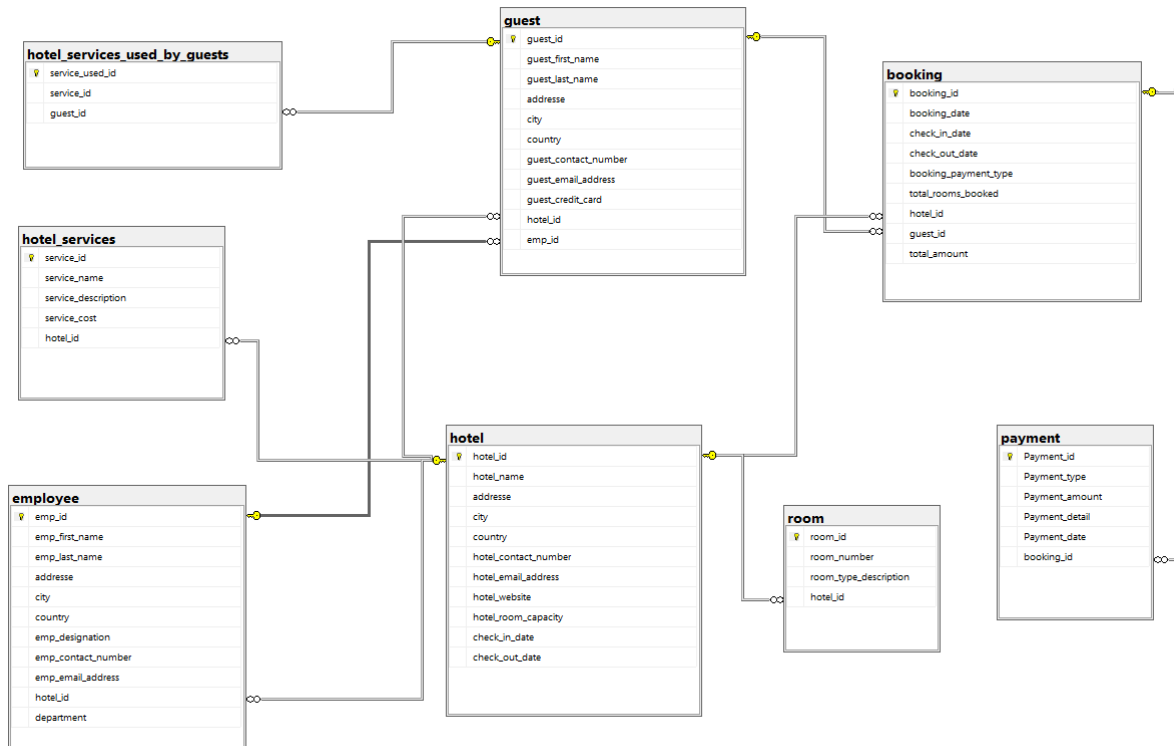 hotel_services_used_by_guests
service_used_id
service_id
guest_id
guest
guest_id
guest_first_name
guest_last_name
addresse
city
country
guest_contact_number
guest_email_address
guest_credit_card
hotel_id
emp_id
booking
booking_id
booking_date
check_in_date
check_out_date
booking_payment_type
total_rooms_booked
hotel_id
guest_id
total_amount
hotel_services
service_id
service_name
service_description
service_cost
hotel_id
employee
emp_id
emp_first_name
emp_last_name
addresse
city
country
emp_designation
emp_contact_number
emp_email_address
hotel_id
department
hotel
hotel_id
hotel_name
addresse
city
country
hotel_contact_number
hotel_email_address
hotel_website
hotel_room_capacity
check_in_date
check_out_date
room
room_id
room_number
room_type_description
hotel_id
payment
Payment_id
Payment_type
Payment_amount
Payment_detail
Payment_date
booking_id